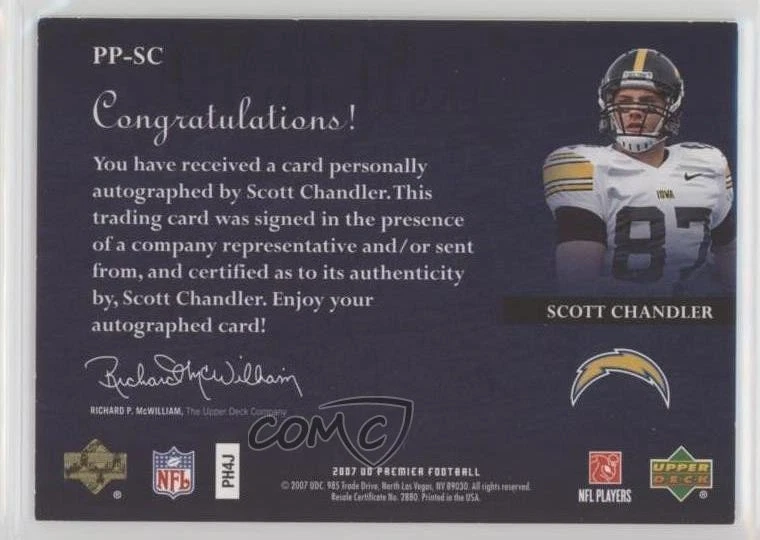 PP-SC
Congratulations!
You have received a card personally
autographed by Scott Chandler. This
trading card was signed in the presence
of a company representative and/or sent
from, and certified as to its authenticity
by, Scott Chandler. Enjoy your
autographed card!
IOWA
87
SCOTT CHANDLER
Richard McWilliam
RICHARD P. McWILLIAM, The Upper Deck Company
COMC
NFL
PH4J
2007 UD PREMIER FOOTBALL
© 2007 UDC. 985 Trade Drive, North Las Vegas, NV 89030. All rights reserved.
Resale Certificate No. 2880. Printed in the USA.
NFL PLAYERS
UPPER
DECK